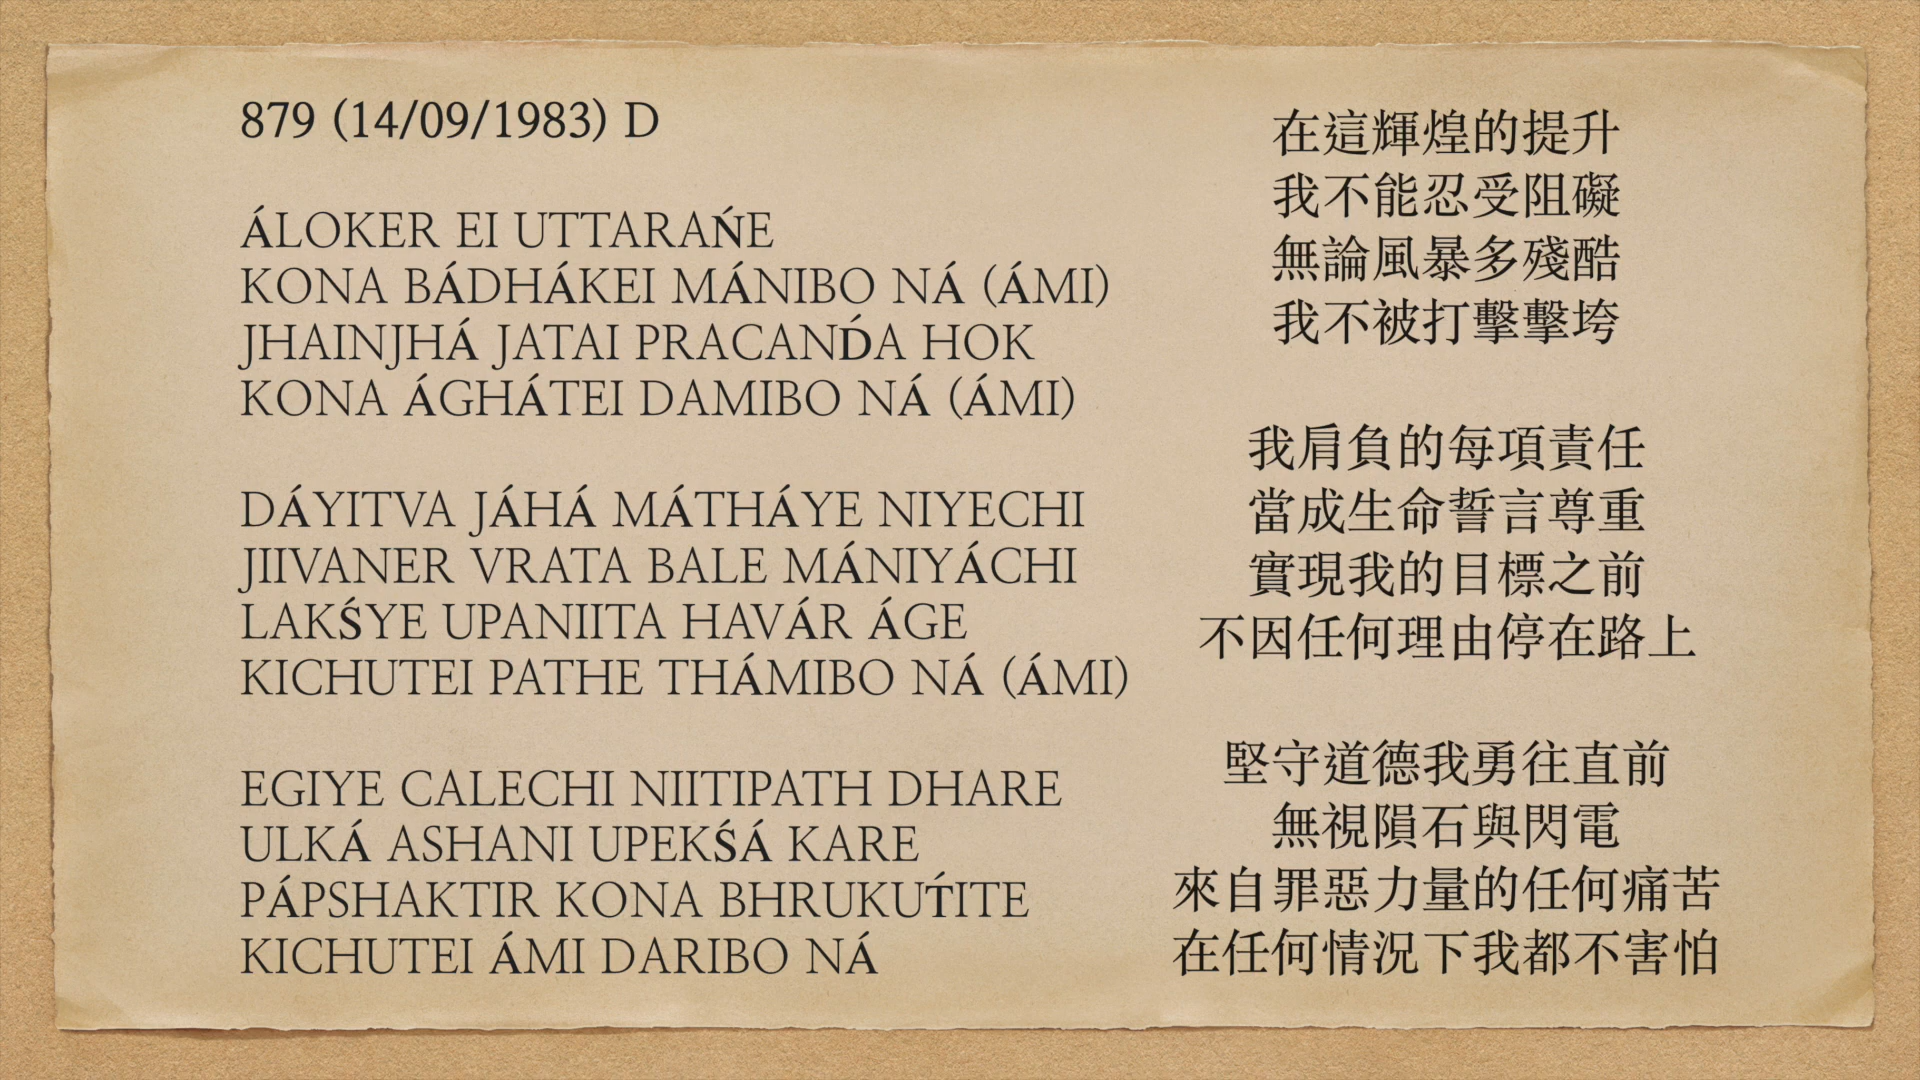 879 (14/09/1983) D
ÁLOKER EI UTTARAŃE
KONA BÁDHÁKEI MÁNIBO NÁ (ÁMI)
JHAINJHÁ JATAI PRACAND́A HOK
KONA ÁGHÁTEI DAMIBO NÁ (ÁMI)
DÁYITVA JÁHÁ MÁTHÁYE NIYECHI
JIIVANER VRATA BALE MÁNIYÁCHI
LAKŚYE UPANIITA HAVÁR ÁGE
KICHUTEI PATHE THÁMIBO NÁ (ÁMI)
EGIYE CALECHI NIITIPATH DHARE
ULKÁ ASHANI UPEKŚÁ KARE
PÁPSHAKTIR KONA BHRUKUT́ITE
KICHUTEI ÁMI DARIBO NÁ
在這輝煌的提升
我不能忍受阻礙
無論風暴多殘酷
我不被打擊擊垮
我肩負的每項責任
當成生命誓言尊重
實現我的目標之前
不因任何理由停在路上
堅守道德我勇往直前
無視隕石與閃電
來自罪惡力量的任何痛苦
在任何情況下我都不害怕